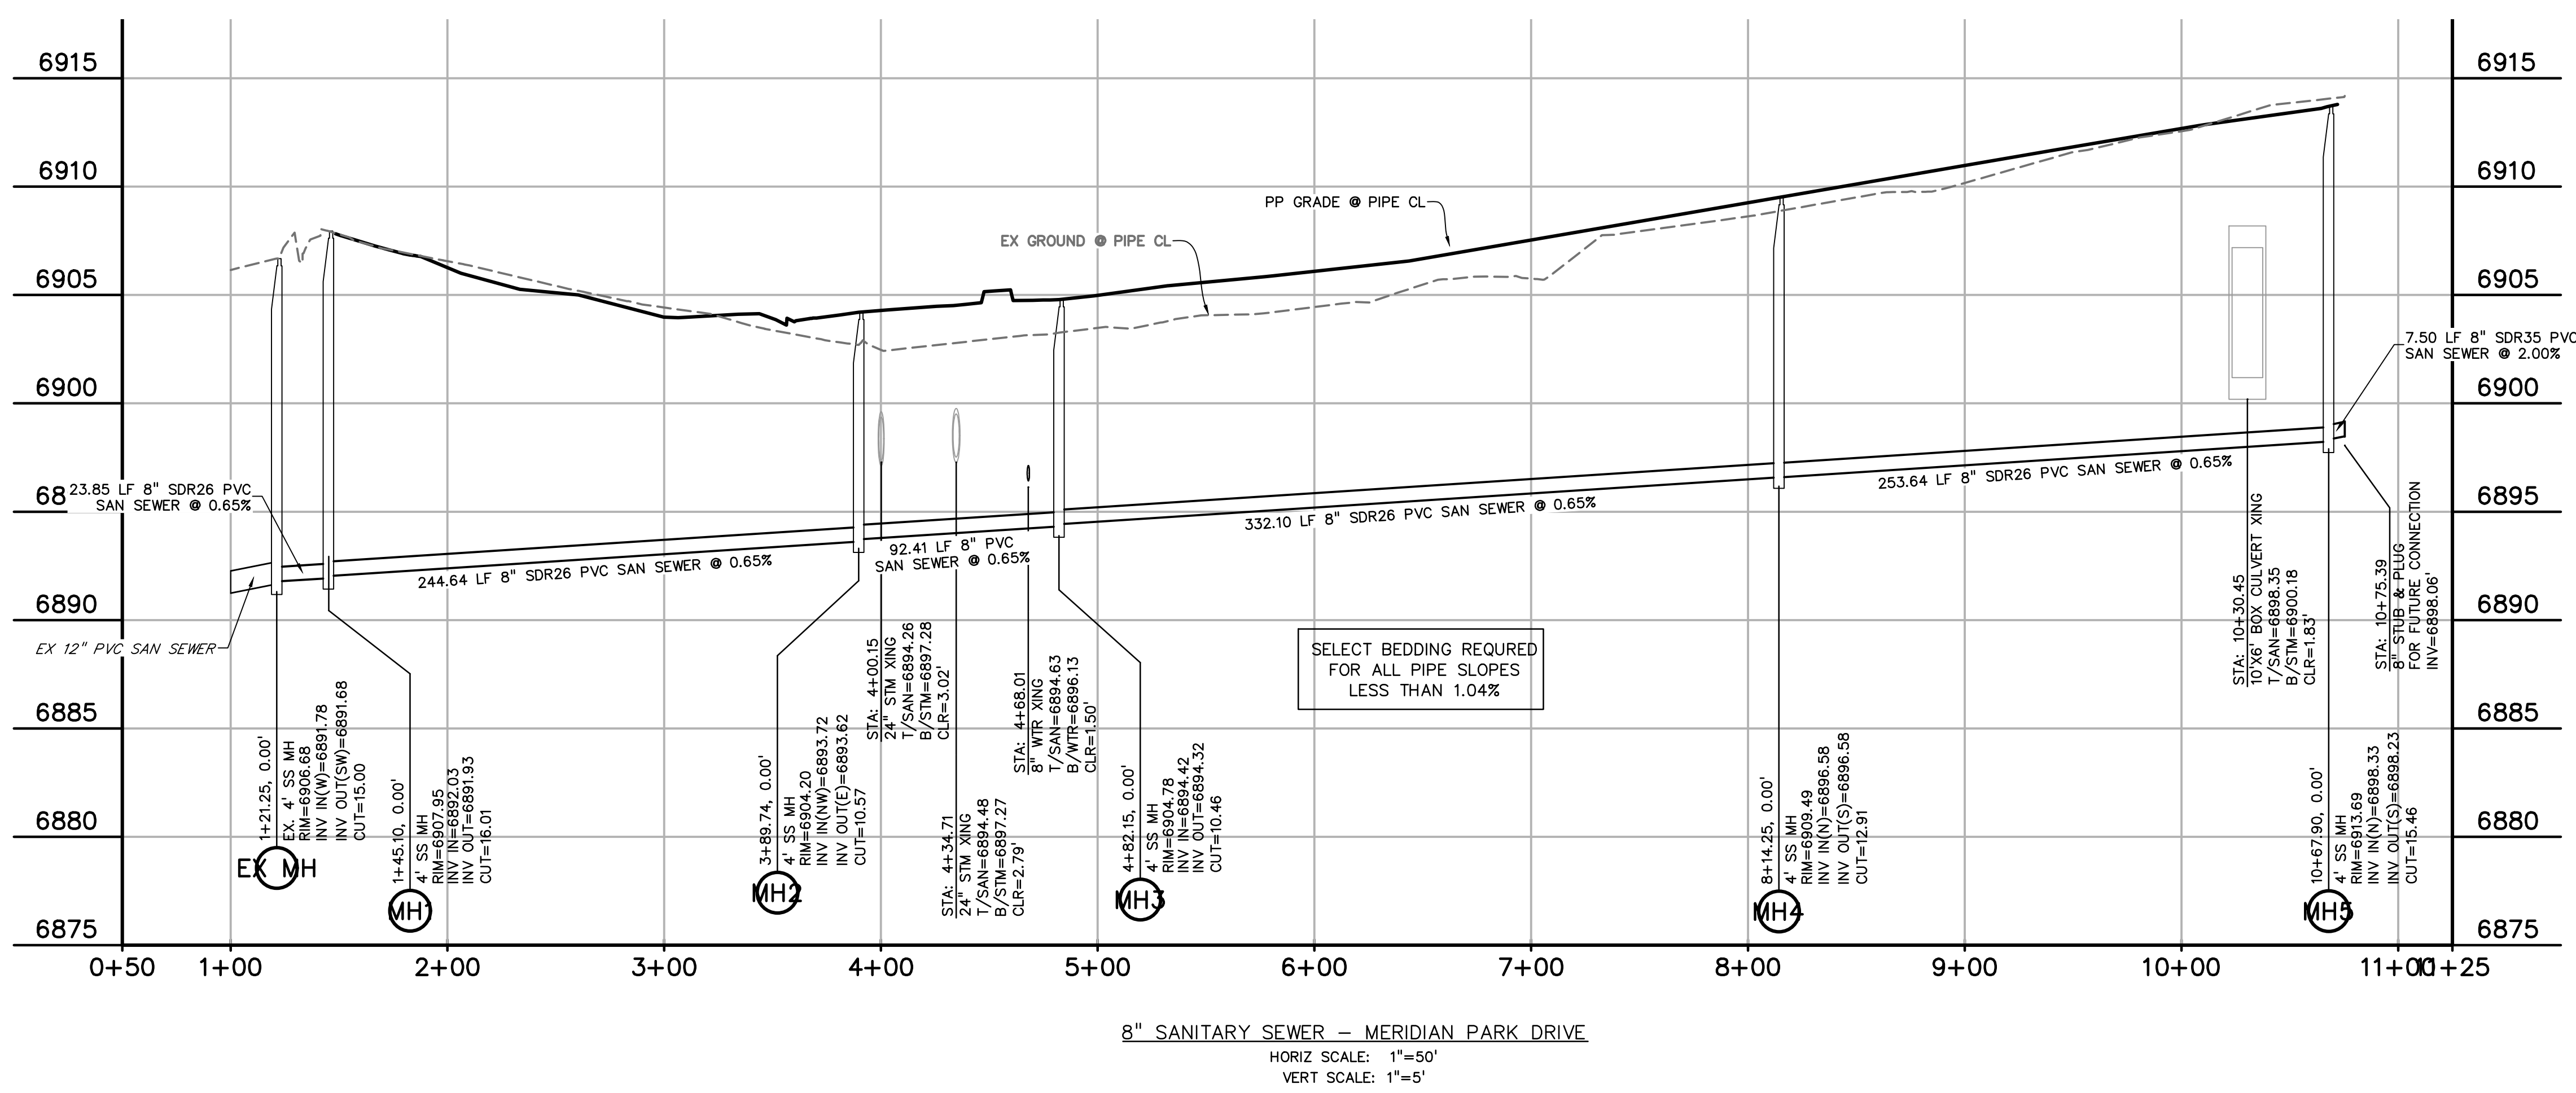 6915
6915
6910
6910
6905
6905
6900
6900
68
6895
6890
6890
6885
6885
6880
6880
6875
6875
PP GRADE @ PIPE CL
EX GROUND @ PIPE CL
7.50 LF 8" SDR35 PVC
SAN SEWER @ 2.00%
23.85 LF 8" SDR26 PVC
SAN SEWER @ 0.65%
244.64 LF 8" SDR26 PVC SAN SEWER @ 0.65%
92.41 LF 8" PVC
SAN SEWER @ 0.65%
332.10 LF 8" SDR26 PVC SAN SEWER @ 0.65%
253.64 LF 8" SDR26 PVC SAN SEWER @ 0.65%
EX 12" PVC SAN SEWER
SELECT BEDDING REQURED
FOR ALL PIPE SLOPES
LESS THAN 1.04%
1+21.25, 0.00'
EX. 4' SS MH
RIM=6906.68
INV IN(W)=6891.78
INV OUT(SW)=6891.68
CUT=15.00
EX MH
1+45.10, 0.00'
4' SS MH
RIM=6907.95
INV IN=6892.03
INV OUT=6891.93
CUT=16.01
MH1
3+89.74, 0.00'
4' SS MH
RIM=6904.20
INV IN(NW)=6893.72
INV OUT(E)=6893.62
CUT=10.57
MH2
STA: 4+00.15
24" STM XING
T/SAN=6894.26
B/STM=6897.28
CLR=3.02'
STA: 4+34.71
24" STM XING
T/SAN=6894.48
B/STM=6897.27
CLR=2.79'
STA: 4+68.01
8" WTR XING
T/SAN=6894.63
B/WTR=6896.13
CLR=1.50'
4+82.15, 0.00'
4' SS MH
RIM=6904.78
INV IN=6894.42
INV OUT=6894.32
CUT=10.46
MH3
8+14.25, 0.00'
4' SS MH
RIM=6909.49
INV IN(N)=6896.58
INV OUT(S)=6896.58
CUT=12.91
MH4
STA: 10+30.45
10'X6' BOX CULVERT XING
T/SAN=6898.35
B/STM=6900.18
CLR=1.83'
10+67.90, 0.00'
4' SS MH
RIM=6913.69
INV IN(N)=6898.33
INV OUT(S)=6898.23
CUT=15.46
MH5
STA: 10+75.39
8" STUB & PLUG
FOR FUTURE CONNECTION
INV=6898.06'
0+50 1+00 2+00 3+00 4+00 5+00 6+00 7+00 8+00 9+00 10+00 11+00 11+25
8" SANITARY SEWER – MERIDIAN PARK DRIVE
HORIZ SCALE: 1"=50'
VERT SCALE: 1"=5'